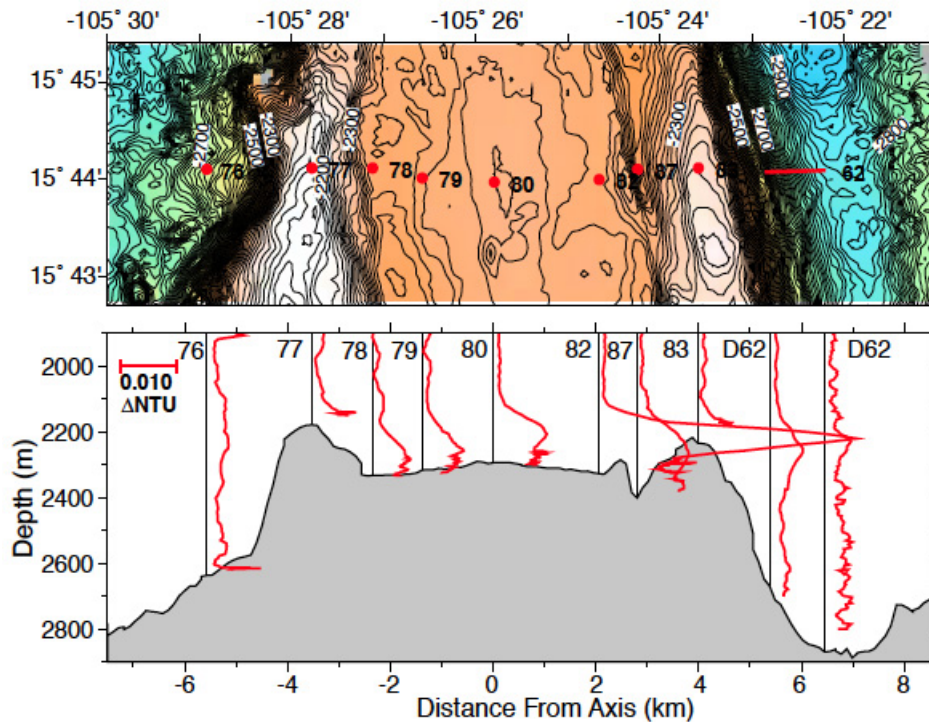 -105° 30' -105° 28' -105° 26' -105° 24' -105° 22'
15° 45'
15° 44'
15° 43'
-2700
-2300
-2200
-2300
-2300
-2500
-2700
-2900
76 77 78 79 80 82 87 83 62
2000
2200
2400
2600
2800
Depth (m)
76 77 78 79 80 82 87 83 D62 D62
0.010
ΔNTU
-6 -4 -2 0 2 4 6 8
Distance From Axis (km)